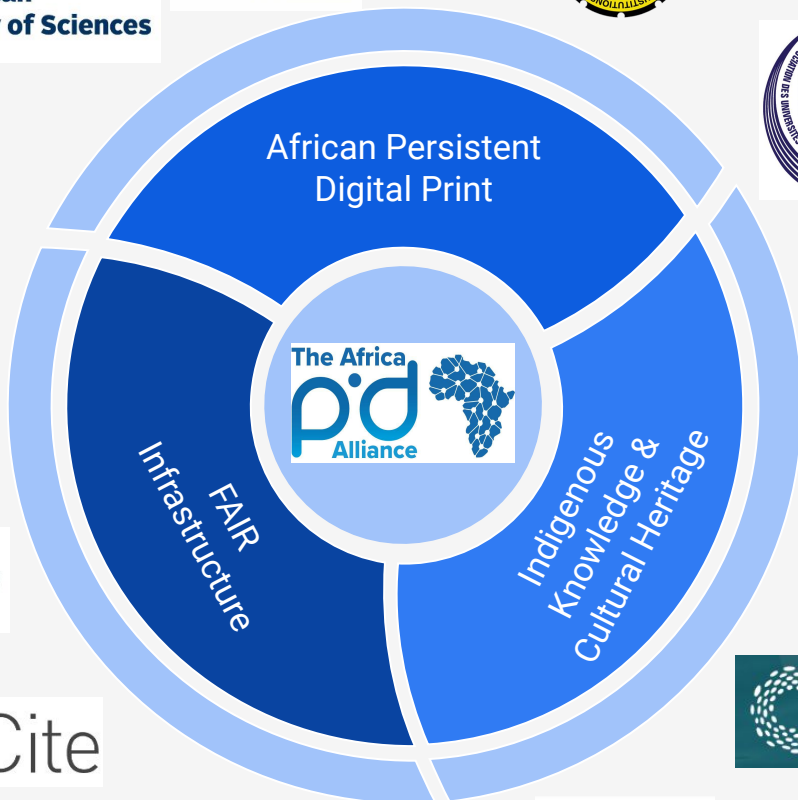 of Sciences
African Persistent
Digital Print
The Africa
pid
Alliance
FAIR
Infrastructure
Indigenous
Knowledge &
Cultural Heritage
Cite